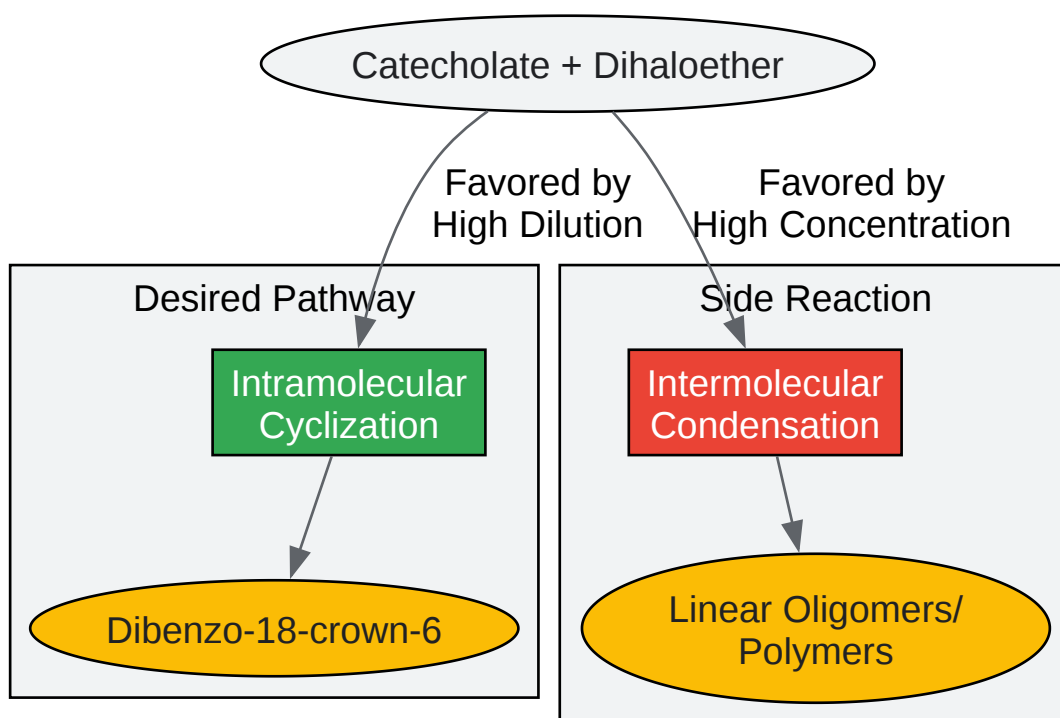 Catecholate + Dihaloether
Favored by
High Dilution
Favored by
High Concentration
Desired Pathway
Side Reaction
Intramolecular
Cyclization
Intermolecular
Condensation
Dibenzo-18-crown-6
Linear Oligomers/
Polymers